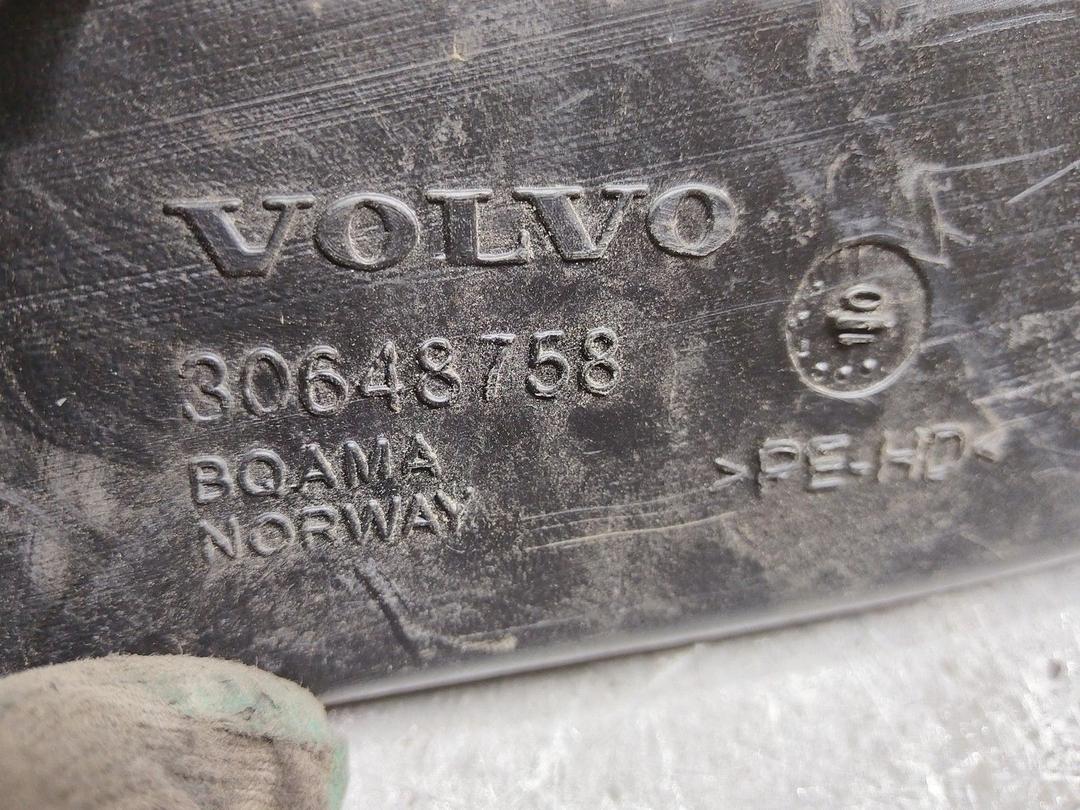 VOLVO
30648758
BQAMA
NORWAY
>PE-HD<